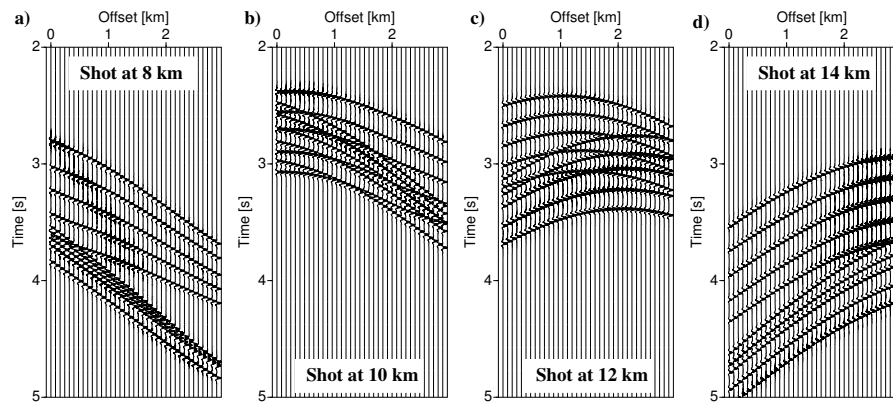 a)
Offset [km]
0 1 2
2
3
4
5
Time [s]
Shot at 8 km
b)
Offset [km]
0 1 2
2
3
4
5
Time [s]
Shot at 10 km
c)
Offset [km]
0 1 2
2
3
4
5
Time [s]
Shot at 12 km
d)
Offset [km]
0 1 2
2
3
4
5
Time [s]
Shot at 14 km